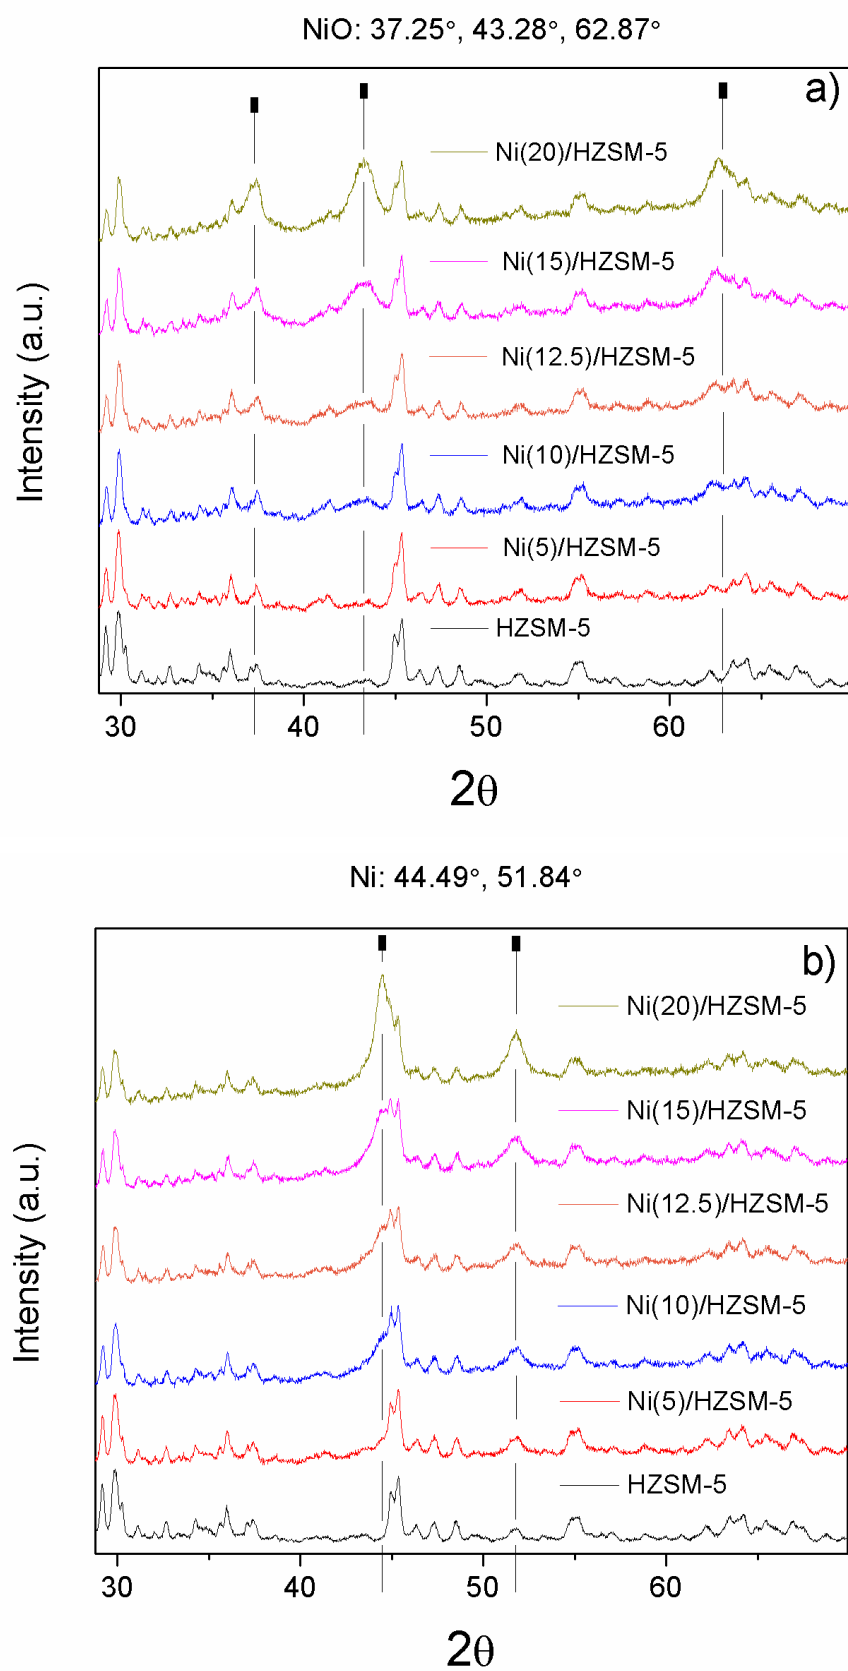 NiO: 37.25°, 43.28°, 62.87°
a)
Ni(20)/HZSM-5
Ni(15)/HZSM-5
Ni(12.5)/HZSM-5
Ni(10)/HZSM-5
Ni(5)/HZSM-5
HZSM-5
Intensity (a.u.)
30 40 50 60
2θ
Ni: 44.49°, 51.84°
b)
Ni(20)/HZSM-5
Ni(15)/HZSM-5
Ni(12.5)/HZSM-5
Ni(10)/HZSM-5
Ni(5)/HZSM-5
HZSM-5
Intensity (a.u.)
30 40 50 60
2θ